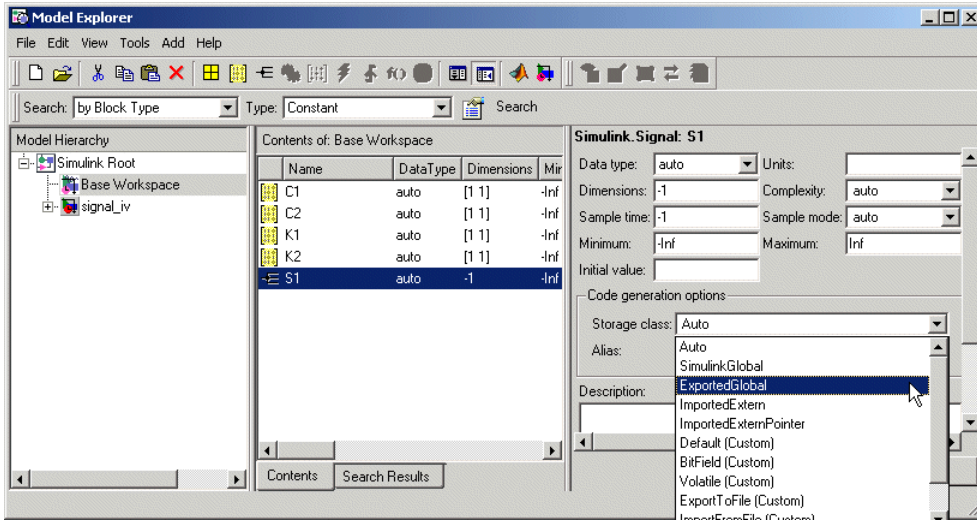 Model Explorer
File Edit View Tools Add Help
Search: by Block Type Type: Constant Search
Model Hierarchy
Simulink Root
Base Workspace
signal_iv
Contents of: Base Workspace
Name DataType Dimensions Mir
C1 auto [1 1] -Inf
C2 auto [1 1] -Inf
K1 auto [1 1] -Inf
K2 auto [1 1] -Inf
S1 auto -1 -Inf
Contents Search Results
Simulink.Signal: S1
Data type: auto Units:
Dimensions: -1 Complexity: auto
Sample time: -1 Sample mode: auto
Minimum: -Inf Maximum: Inf
Initial value:
Code generation options
Storage class: Auto
Alias:
Description:
Auto
SimulinkGlobal
ExportedGlobal
ImportedExtern
ImportedExternPointer
Default (Custom)
BitField (Custom)
Volatile (Custom)
ExportToFile (Custom)
ImportFromFile (Custom)